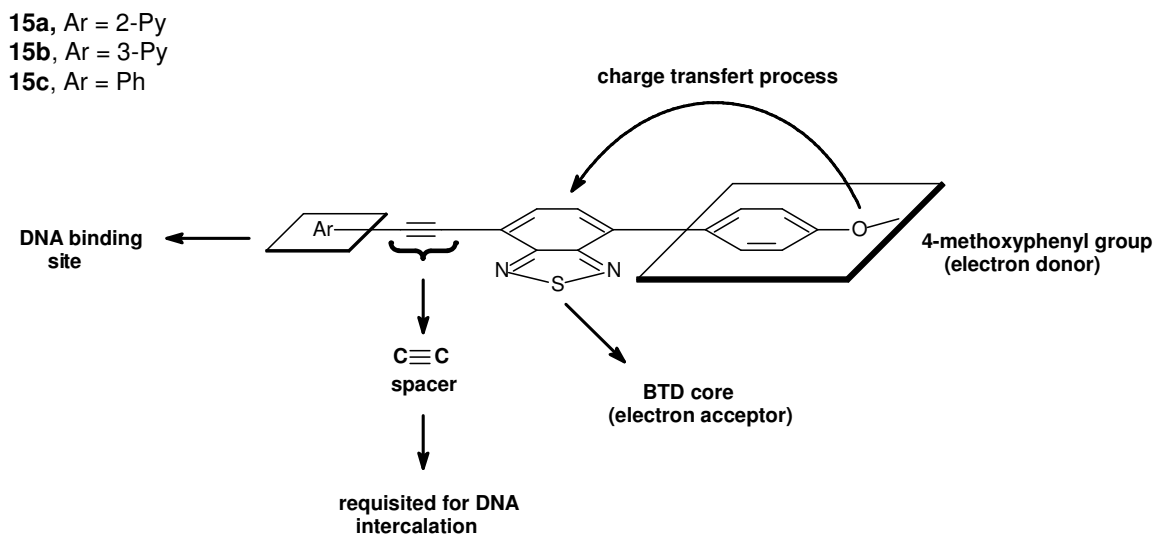 15a, Ar = 2-Py
15b, Ar = 3-Py
15c, Ar = Ph
charge transfert process
Ar
O
DNA binding
site
4-methoxyphenyl group
(electron donor)
N
N
S
C≡C
spacer
BTD core
(electron acceptor)
requisited for DNA
intercalation